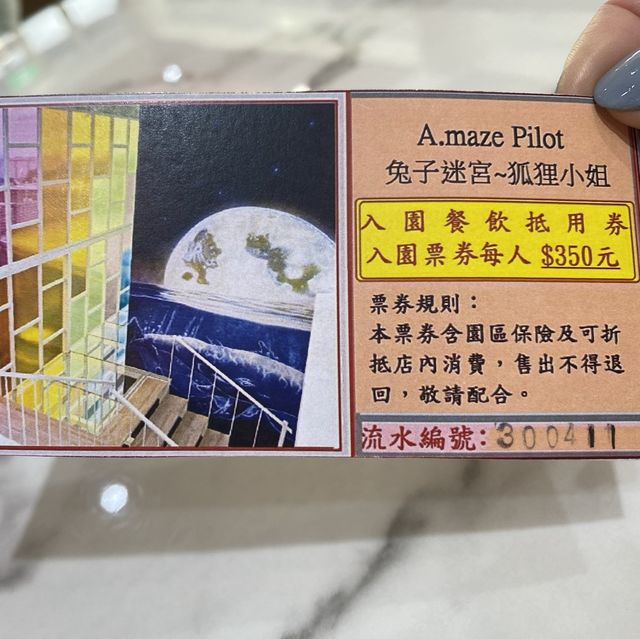 A.maze Pilot
兔子迷宮~狐狸小姐
入園餐飲抵用券
入園票券每人 $350元
票券規則：
本票券含園區保險及可折
抵店內消費，售出不得退
回，敬請配合。
流水編號：300411